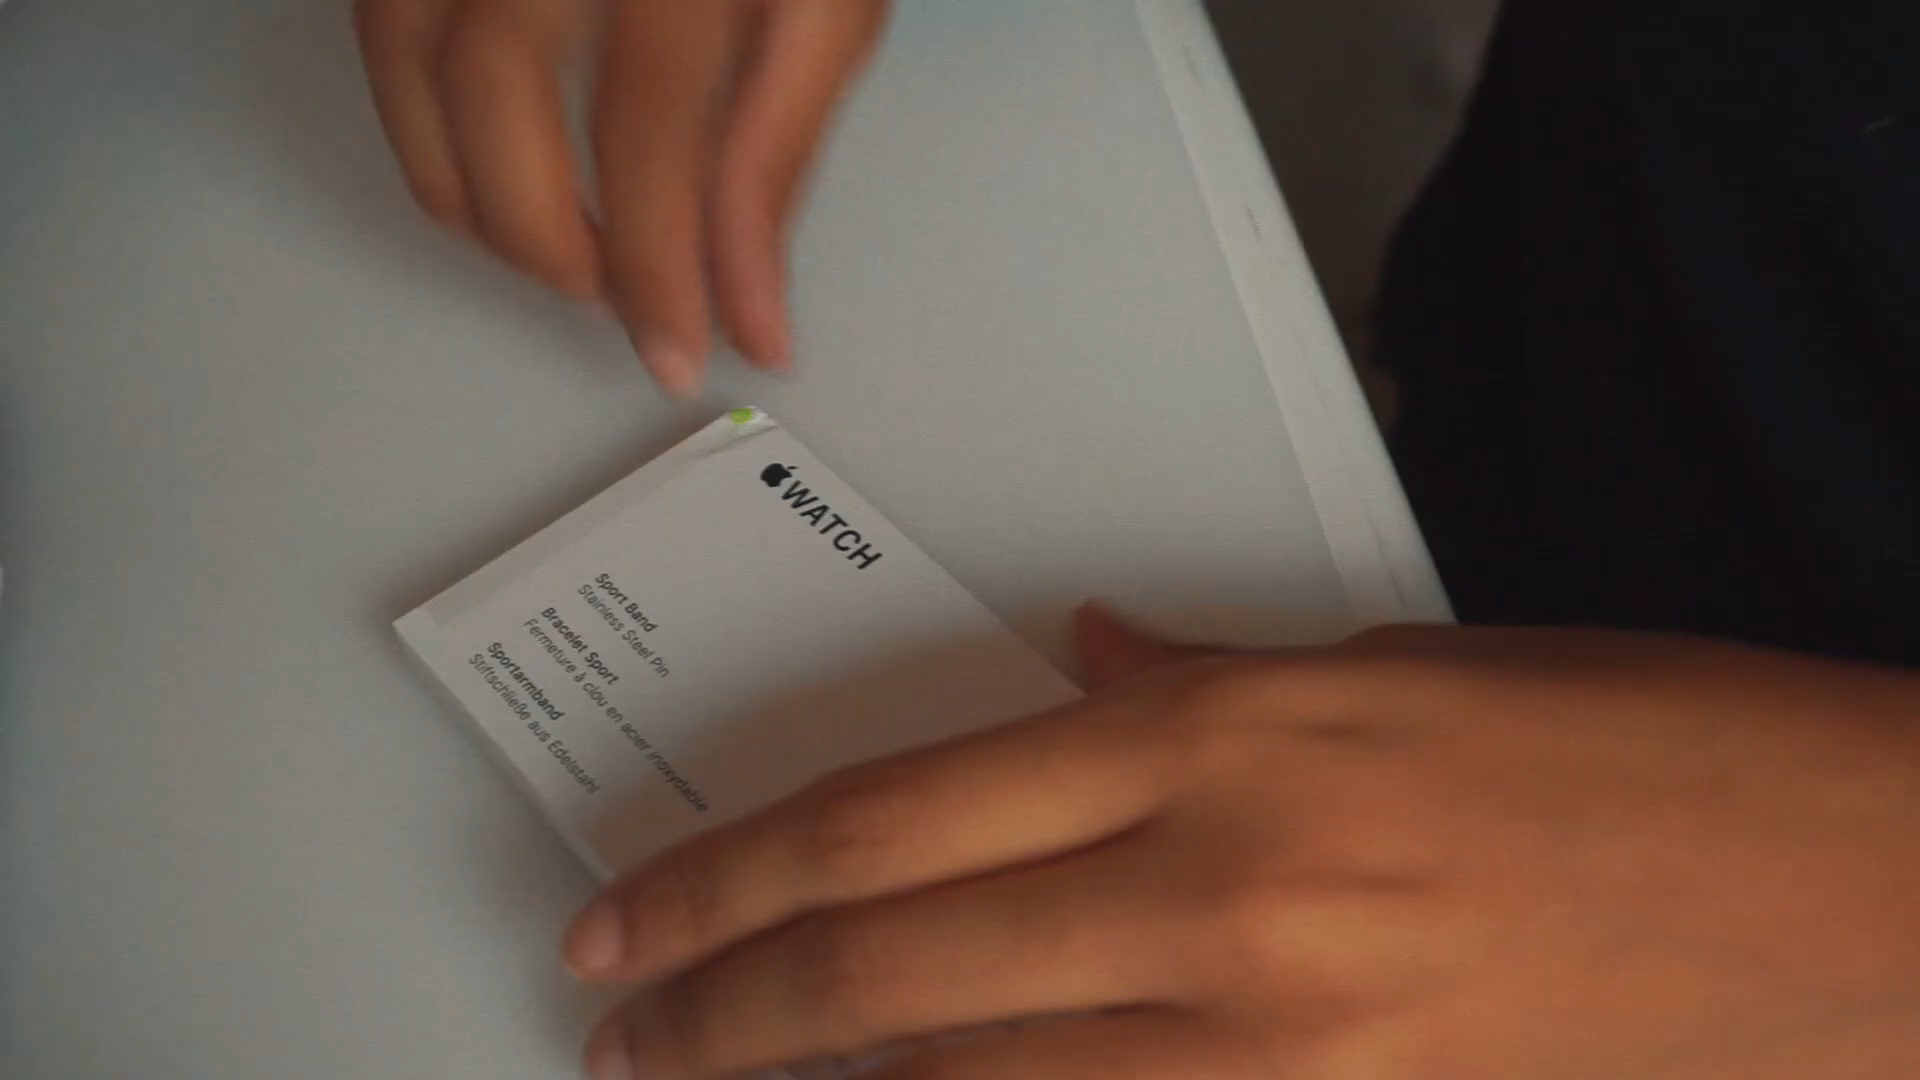 WATCH
Sport Band
Stainless Steel Pin
Bracelet Sport
Fermeture à clou en acier inoxydable
Sportarmband
Stiftschließe aus Edelstahl